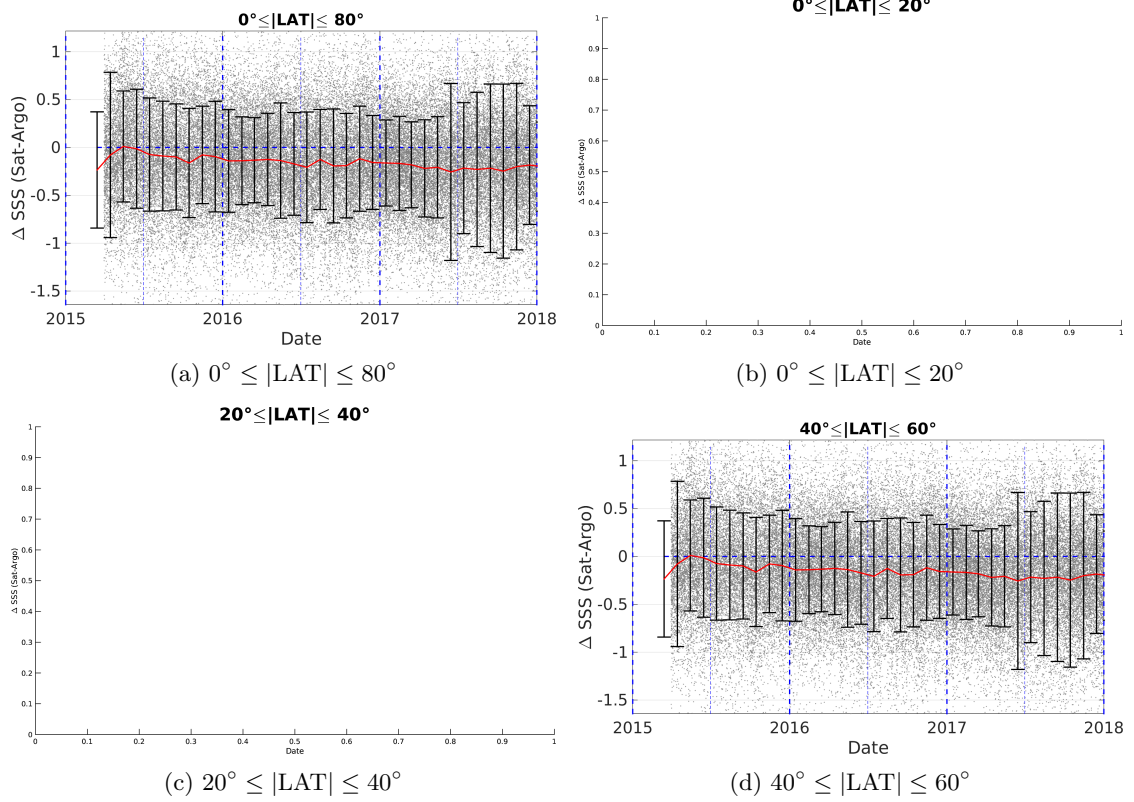 0°≤|LAT|≤ 80°
Δ SSS (Sat-Argo)
1
0.5
0
-0.5
-1
-1.5
2015 2016 2017 2018
Date
(a) 0° ≤ |LAT| ≤ 80°
0°≤|LAT|≤ 20°
Δ SSS (Sat-Argo)
1
0.9
0.8
0.7
0.6
0.5
0.4
0.3
0.2
0.1
0
0 0.1 0.2 0.3 0.4 0.5 0.6 0.7 0.8 0.9 1
Date
(b) 0° ≤ |LAT| ≤ 20°
20°≤|LAT|≤ 40°
Δ SSS (Sat-Argo)
1
0.9
0.8
0.7
0.6
0.5
0.4
0.3
0.2
0.1
0
0 0.1 0.2 0.3 0.4 0.5 0.6 0.7 0.8 0.9 1
Date
(c) 20° ≤ |LAT| ≤ 40°
40°≤|LAT|≤ 60°
Δ SSS (Sat-Argo)
1
0.5
0
-0.5
-1
-1.5
2015 2016 2017 2018
Date
(d) 40° ≤ |LAT| ≤ 60°